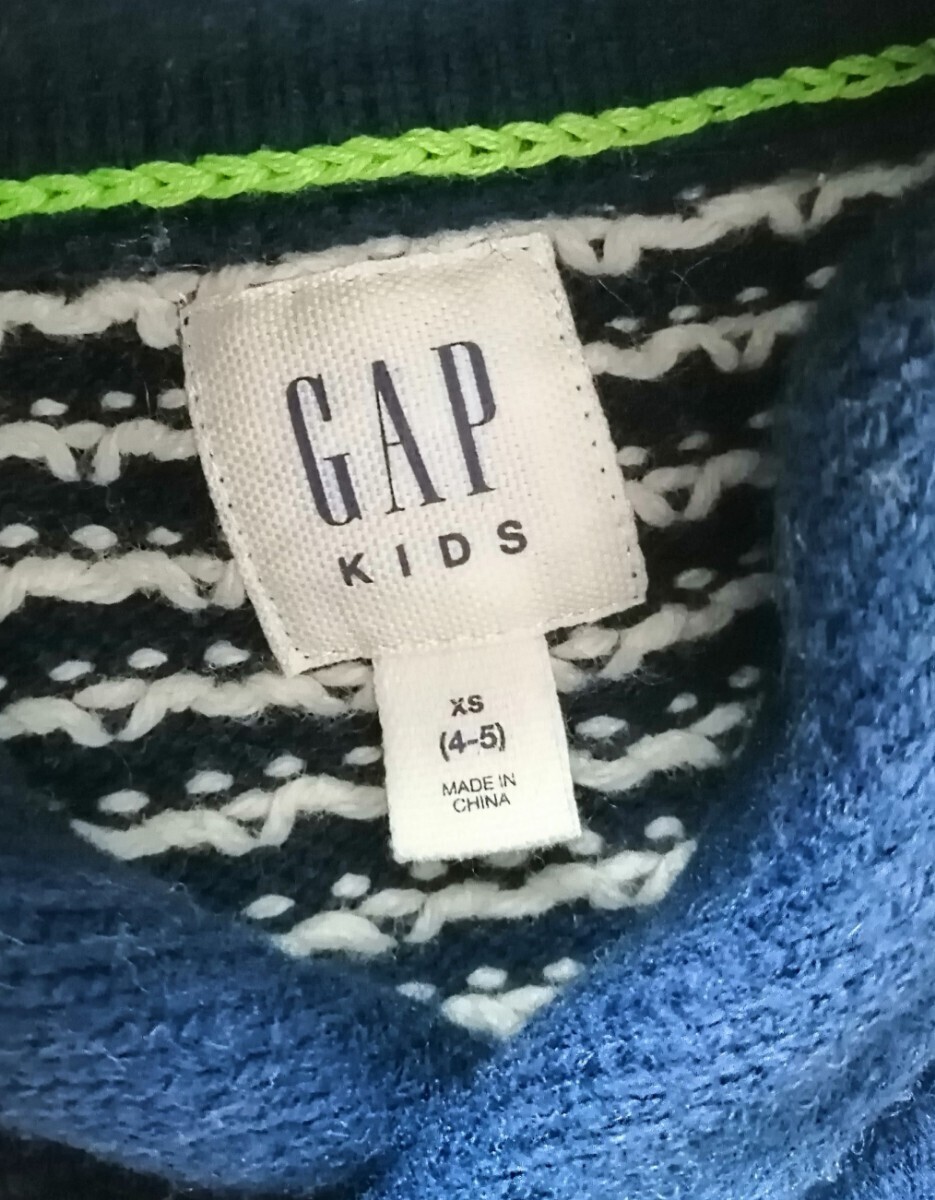 GAP
KIDS
XS
(4-5)
MADE IN
CHINA